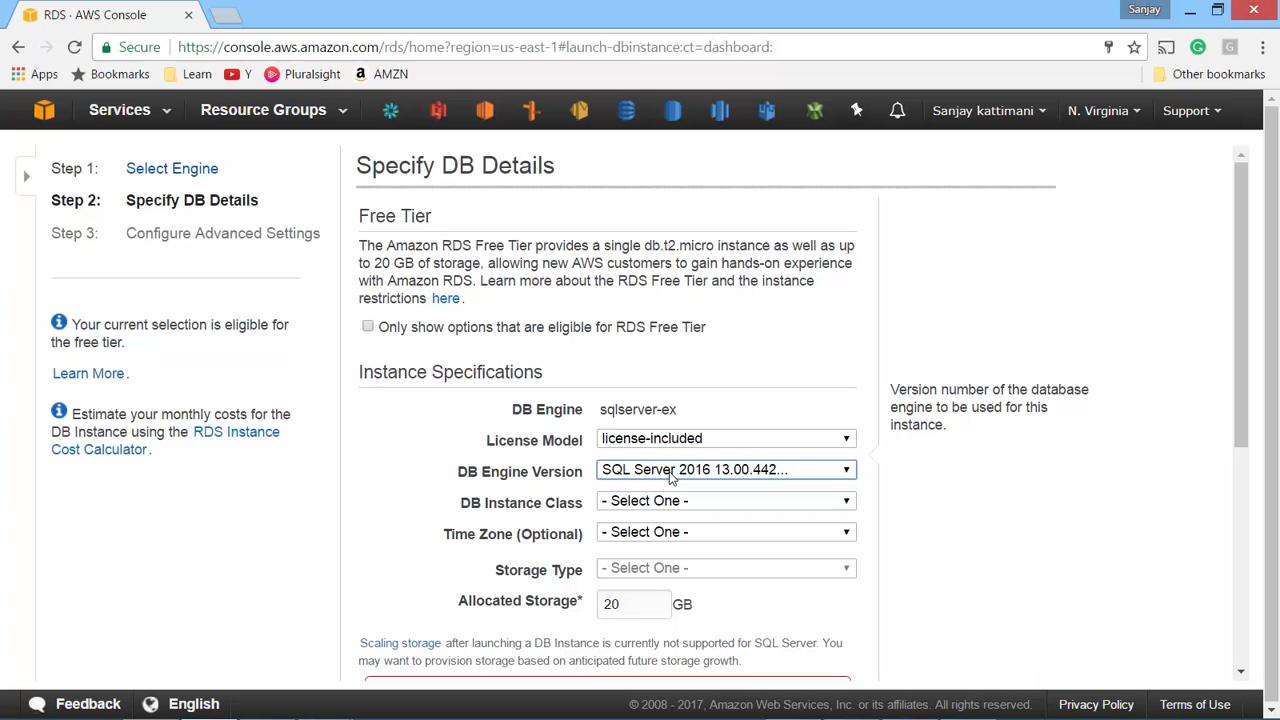 RDS · AWS Console
Sanjay
Secure
https://console.aws.amazon.com/rds/home?region=us-east-1#launch-dbinstance:ct=dashboard:
Apps
Bookmarks
Learn
Y
Pluralsight
AMZN
Other bookmarks
Services
Resource Groups
Sanjay kattimani
N. Virginia
Support
Step 1: Select Engine
Step 2: Specify DB Details
Step 3: Configure Advanced Settings
Your current selection is eligible for
the free tier.
Learn More.
Estimate your monthly costs for the
DB Instance using the RDS Instance
Cost Calculator.
Specify DB Details
Free Tier
The Amazon RDS Free Tier provides a single db.t2.micro instance as well as up
to 20 GB of storage, allowing new AWS customers to gain hands-on experience
with Amazon RDS. Learn more about the RDS Free Tier and the instance
restrictions here.
Only show options that are eligible for RDS Free Tier
Instance Specifications
DB Engine sqlserver-ex
License Model license-included
DB Engine Version SQL Server 2016 13.00.442...
DB Instance Class - Select One -
Time Zone (Optional) - Select One -
Storage Type - Select One -
Allocated Storage* 20 GB
Scaling storage after launching a DB Instance is currently not supported for SQL Server. You
may want to provision storage based on anticipated future storage growth.
Version number of the database
engine to be used for this
instance.
Feedback
English
© 2008 - 2017, Amazon Web Services, Inc. or its affiliates. All rights reserved.
Privacy Policy
Terms of Use